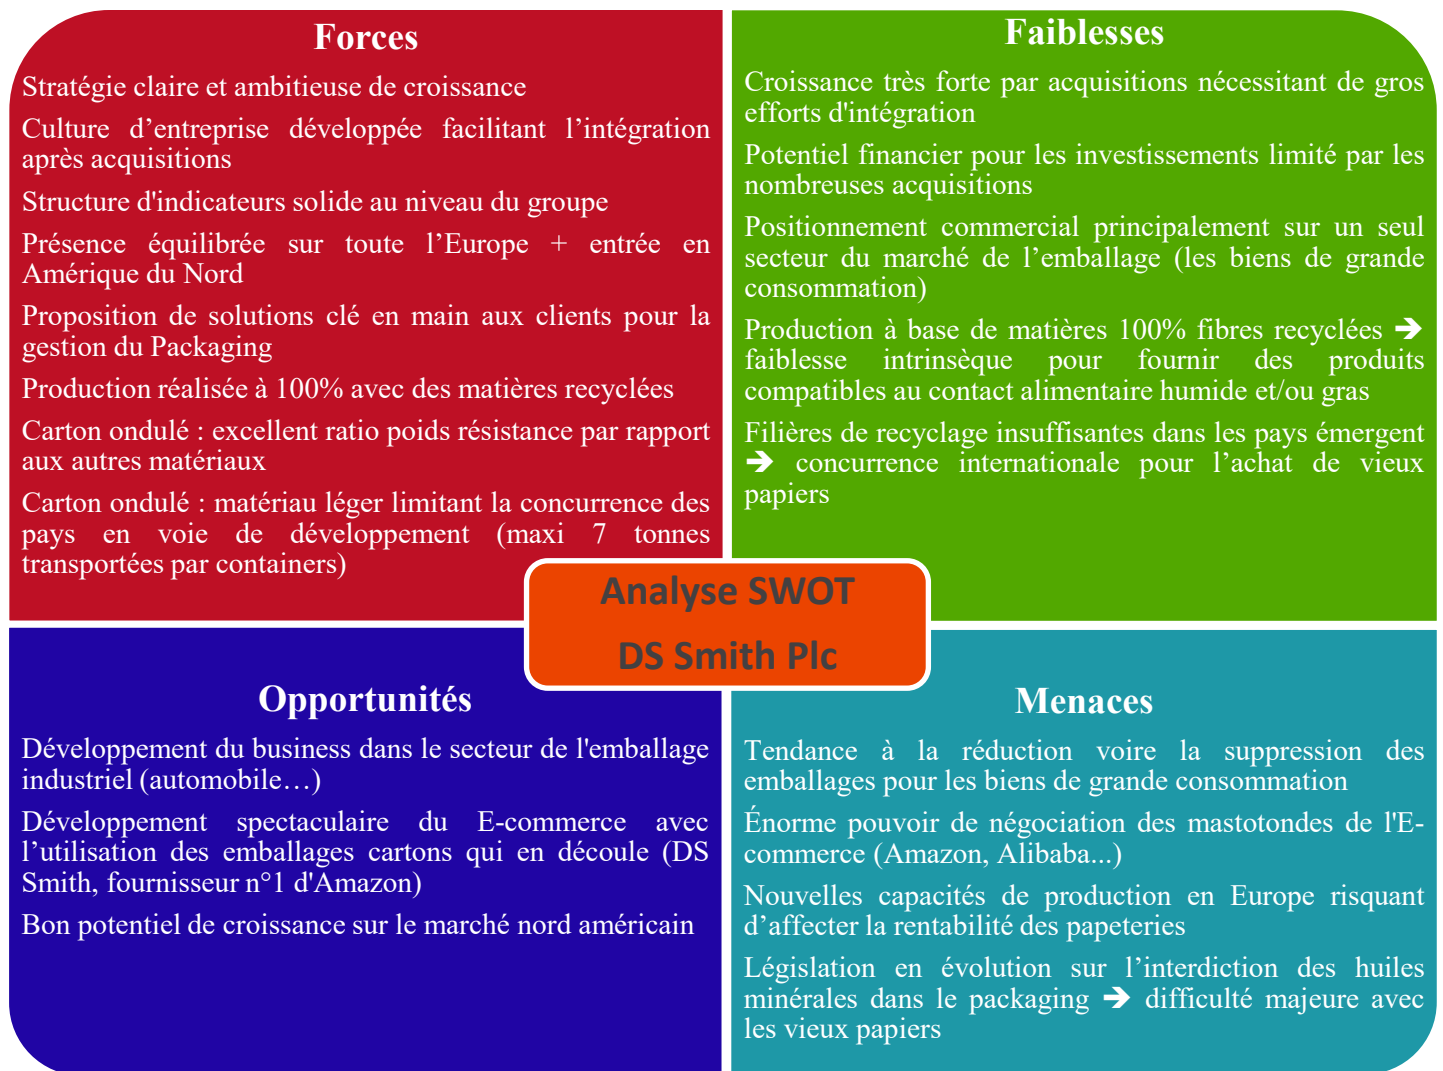 Forces
Stratégie claire et ambitieuse de croissance
Culture d’entreprise développée facilitant l’intégration
après acquisitions
Structure d'indicateurs solide au niveau du groupe
Présence équilibrée sur toute l’Europe + entrée en
Amérique du Nord
Proposition de solutions clé en main aux clients pour la
gestion du Packaging
Production réalisée à 100% avec des matières recyclées
Carton ondulé : excellent ratio poids résistance par rapport
aux autres matériaux
Carton ondulé : matériau léger limitant la concurrence des
pays en voie de développement (maxi 7 tonnes
transportées par containers)
Faiblesses
Croissance très forte par acquisitions nécessitant de gros
efforts d'intégration
Potentiel financier pour les investissements limité par les
nombreuses acquisitions
Positionnement commercial principalement sur un seul
secteur du marché de l’emballage (les biens de grande
consommation)
Production à base de matières 100% fibres recyclées ➔
faiblesse intrinsèque pour fournir des produits
compatibles au contact alimentaire humide et/ou gras
Filières de recyclage insuffisantes dans les pays émergent
➔ concurrence internationale pour l’achat de vieux
papiers
Analyse SWOT
DS Smith Plc
Opportunités
Développement du business dans le secteur de l'emballage
industriel (automobile…)
Développement spectaculaire du E-commerce avec
l’utilisation des emballages cartons qui en découle (DS
Smith, fournisseur n°1 d'Amazon)
Bon potentiel de croissance sur le marché nord américain
Menaces
Tendance à la réduction voire la suppression des
emballages pour les biens de grande consommation
Énorme pouvoir de négociation des mastotondes de l'E-
commerce (Amazon, Alibaba...)
Nouvelles capacités de production en Europe risquant
d’affecter la rentabilité des papeteries
Législation en évolution sur l’interdiction des huiles
minérales dans le packaging ➔ difficulté majeure avec
les vieux papiers